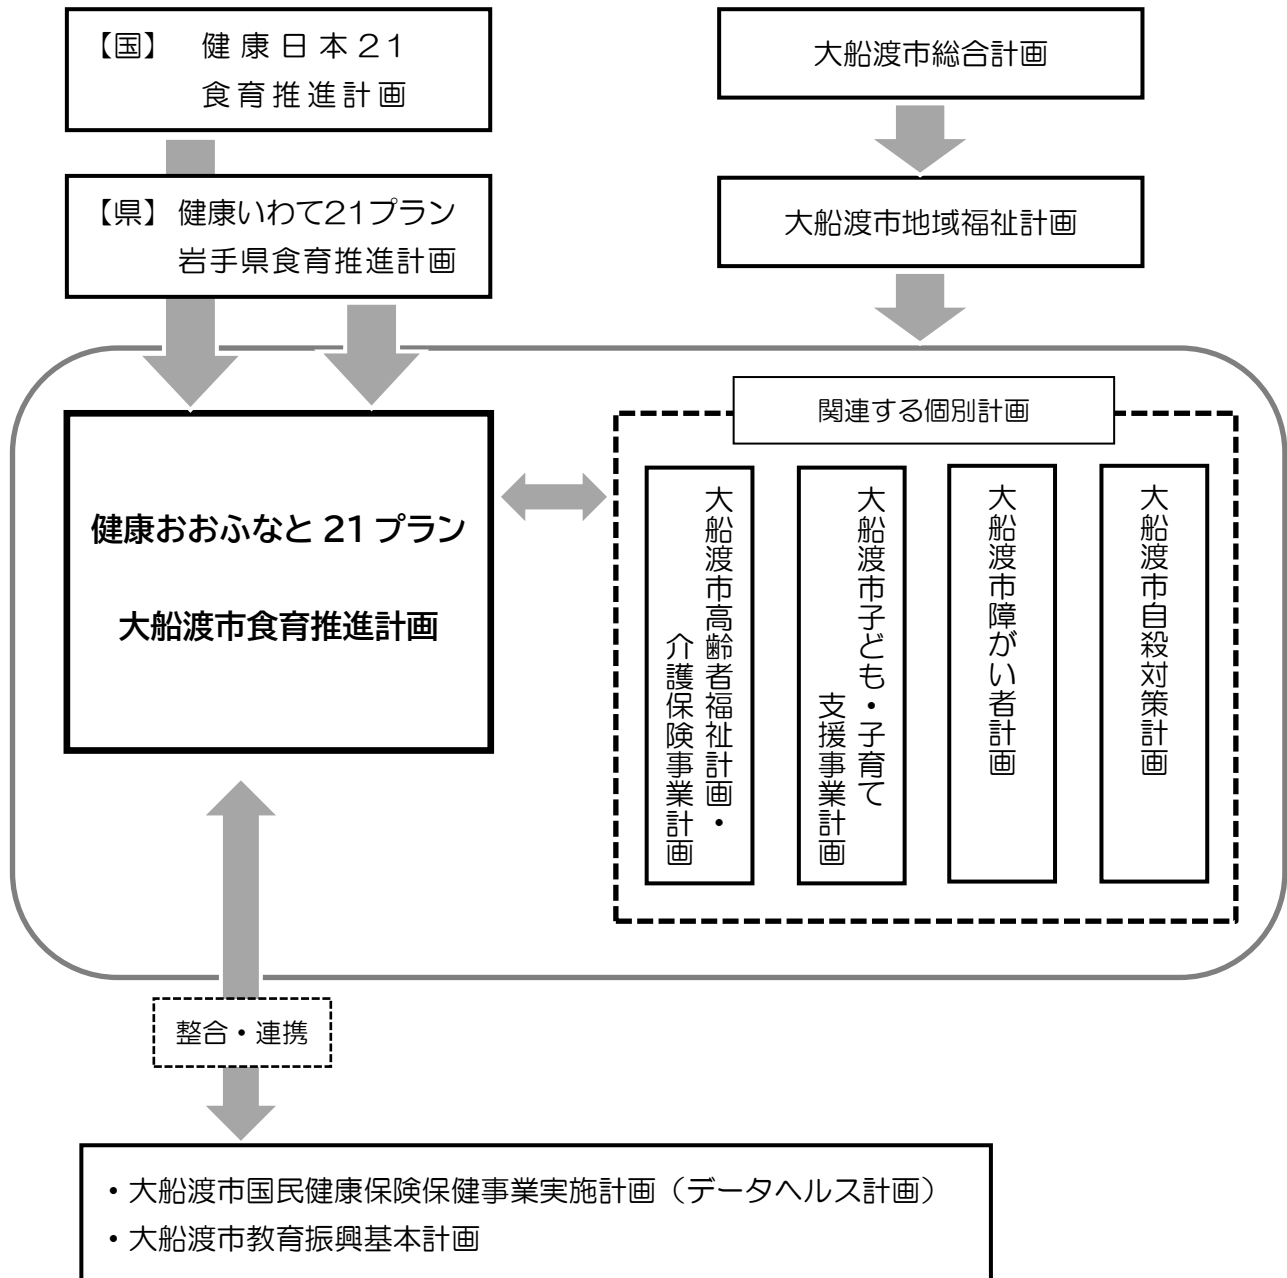 【国】 健康日本21
食育推進計画
大船渡市総合計画
【県】 健康いわて21プラン
岩手県食育推進計画
大船渡市地域福祉計画
健康おおふなと 21 プラン
大船渡市食育推進計画
関連する個別計画
大船渡市高齢者福祉計画・
介護保険事業計画
大船渡市子ども・子育て
支援事業計画
大船渡市障がい者計画
大船渡市自殺対策計画
整合・連携
・大船渡市国民健康保険保健事業実施計画（データヘルス計画）
・大船渡市教育振興基本計画